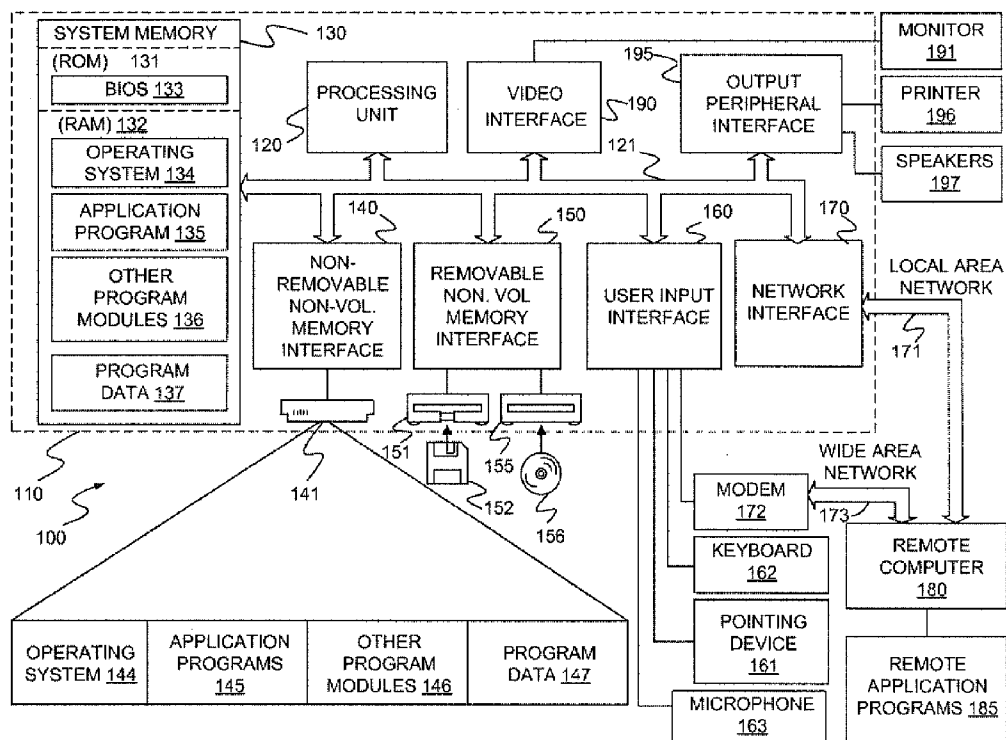 SYSTEM MEMORY
130
(ROM) 131
BIOS 133
(RAM) 132
OPERATING
SYSTEM 134
APPLICATION
PROGRAM 135
OTHER
PROGRAM
MODULES 136
PROGRAM
DATA 137
PROCESSING
UNIT
120
VIDEO
INTERFACE
190
195
OUTPUT
PERIPHERAL
INTERFACE
121
MONITOR
191
PRINTER
196
SPEAKERS
197
140
NON-
REMOVABLE
NON-VOL.
MEMORY
INTERFACE
150
REMOVABLE
NON. VOL
MEMORY
INTERFACE
160
USER INPUT
INTERFACE
170
NETWORK
INTERFACE
LOCAL AREA
NETWORK
171
141
151
152
155
156
110
100
WIDE AREA
NETWORK
173
MODEM
172
KEYBOARD
162
POINTING
DEVICE
161
MICROPHONE
163
REMOTE
COMPUTER
180
REMOTE
APPLICATION
PROGRAMS 185
OPERATING
SYSTEM 144
APPLICATION
PROGRAMS
145
OTHER
PROGRAM
MODULES 146
PROGRAM
DATA 147